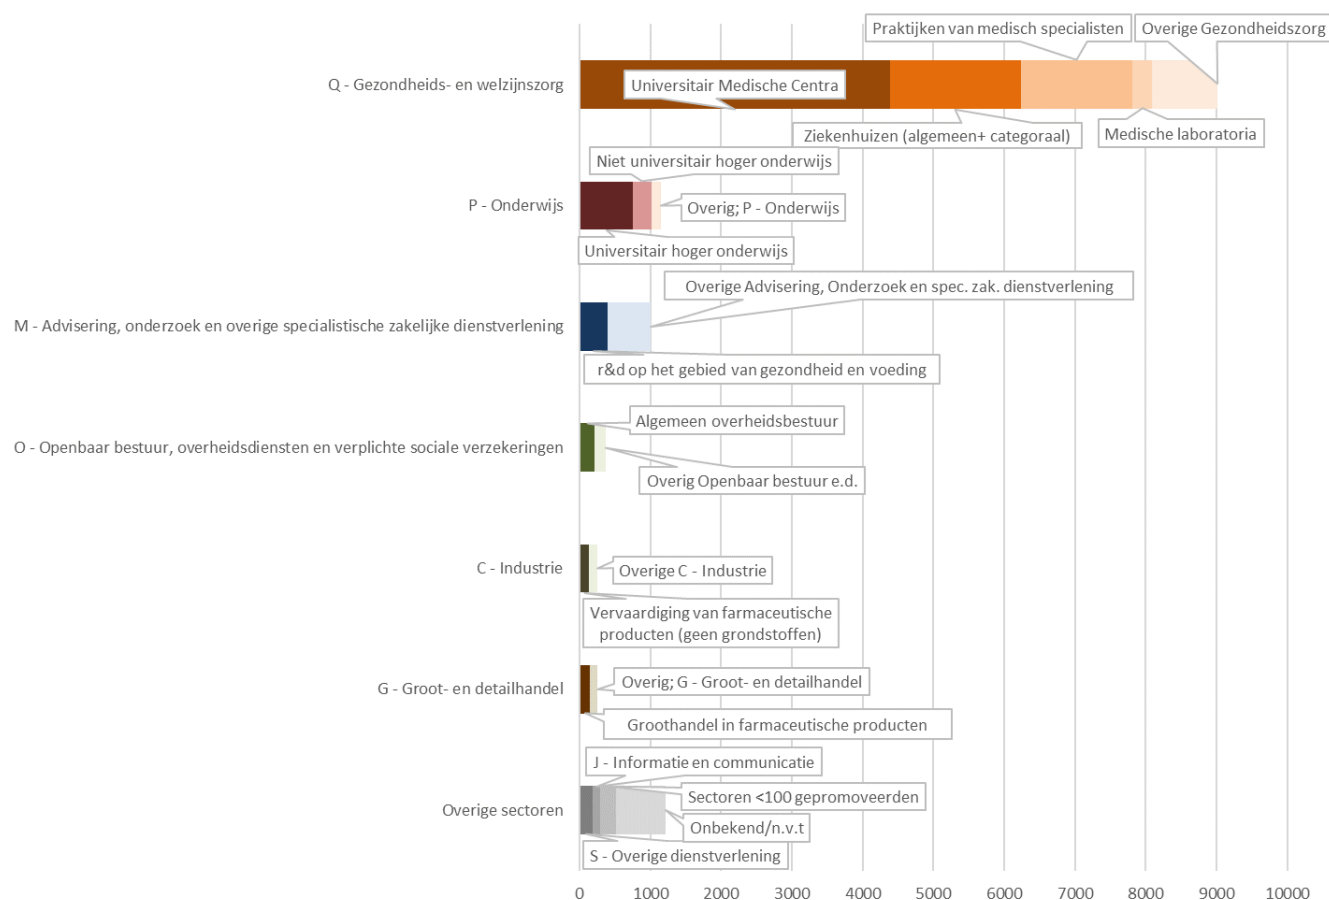 Praktijken van medisch specialisten
Overige Gezondheidszorg
Q - Gezondheids- en welzijnszorg
Universitair Medische Centra
Ziekenhuizen (algemeen+ categoraal)
Medische laboratoria
Niet universitair hoger onderwijs
P - Onderwijs
Overig; P - Onderwijs
Universitair hoger onderwijs
Overige Advisering, Onderzoek en spec. zak. dienstverlening
M - Advisering, onderzoek en overige specialistische zakelijke dienstverlening
r&d op het gebied van gezondheid en voeding
Algemeen overheidsbestuur
O - Openbaar bestuur, overheidsdiensten en verplichte sociale verzekeringen
Overig Openbaar bestuur e.d.
C - Industrie
Overige C - Industrie
Vervaardiging van farmaceutische
producten (geen grondstoffen)
G - Groot- en detailhandel
Overig; G - Groot- en detailhandel
Groothandel in farmaceutische producten
J - Informatie en communicatie
Sectoren <100 gepromoveerden
Overige sectoren
Onbekend/n.v.t
S - Overige dienstverlening
0 1000 2000 3000 4000 5000 6000 7000 8000 9000 10000